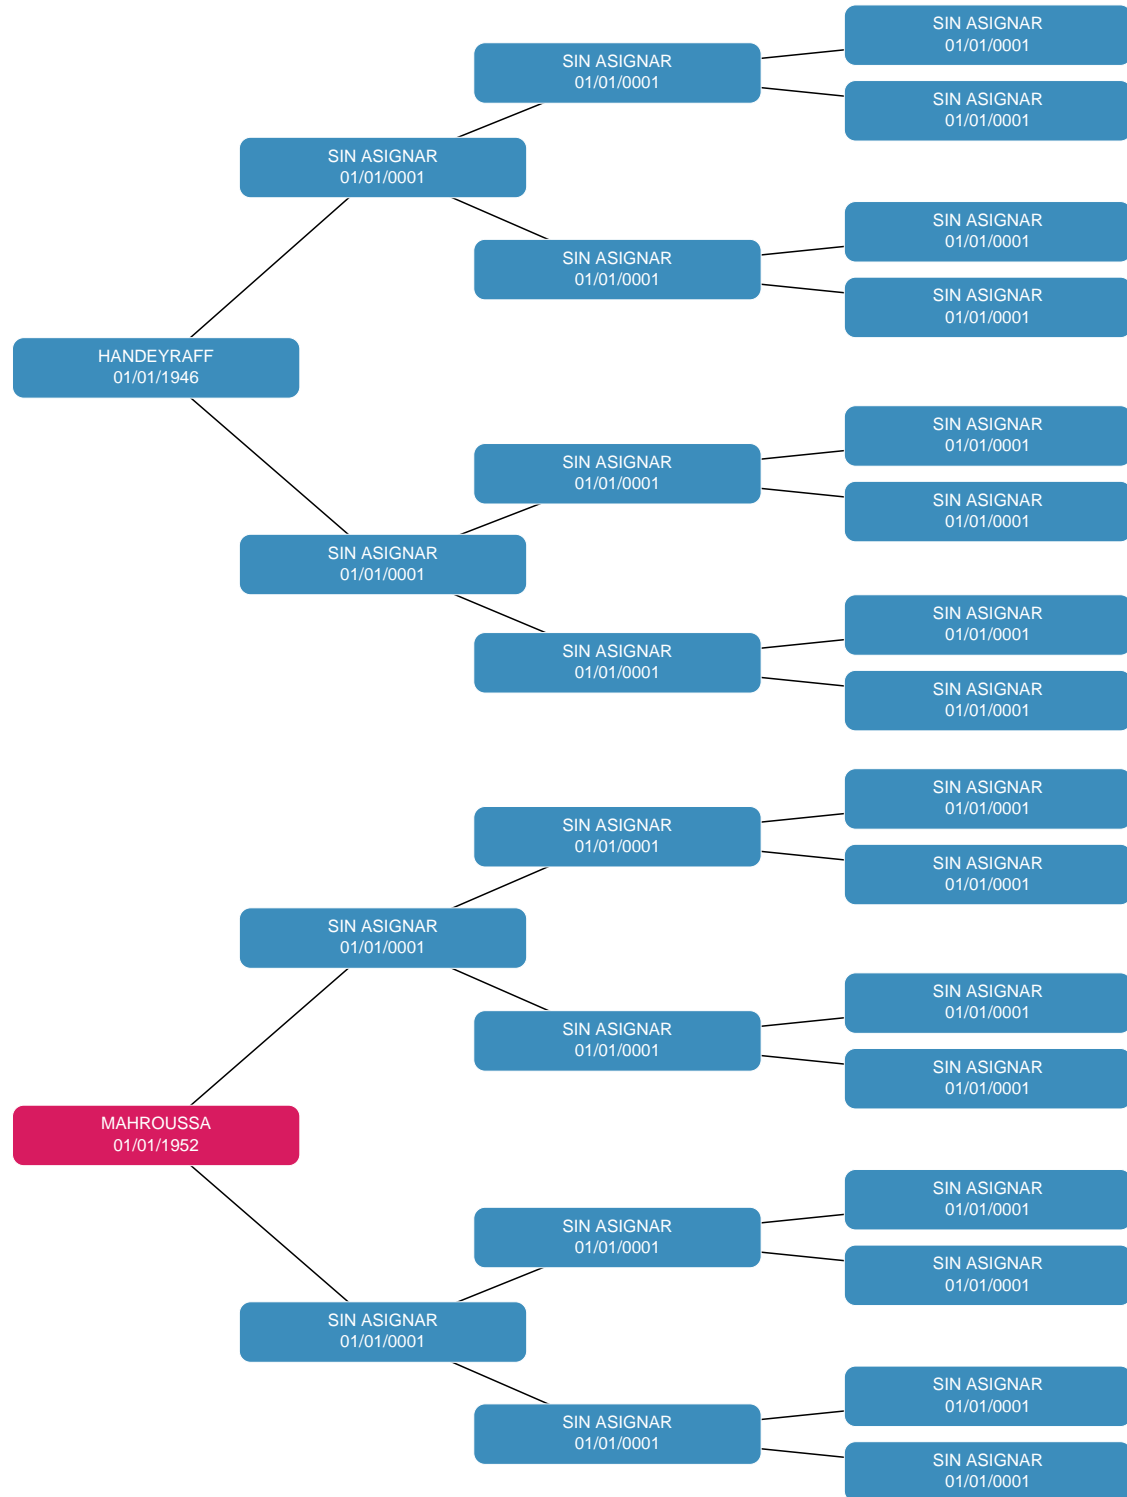 SIN ASIGNAR
01/01/0001
SIN ASIGNAR
01/01/0001
SIN ASIGNAR
01/01/0001
SIN ASIGNAR
01/01/0001
SIN ASIGNAR
01/01/0001
SIN ASIGNAR
01/01/0001
SIN ASIGNAR
01/01/0001
HANDEYRAFF
01/01/1946
SIN ASIGNAR
01/01/0001
SIN ASIGNAR
01/01/0001
SIN ASIGNAR
01/01/0001
SIN ASIGNAR
01/01/0001
SIN ASIGNAR
01/01/0001
SIN ASIGNAR
01/01/0001
SIN ASIGNAR
01/01/0001
SIN ASIGNAR
01/01/0001
SIN ASIGNAR
01/01/0001
SIN ASIGNAR
01/01/0001
SIN ASIGNAR
01/01/0001
SIN ASIGNAR
01/01/0001
SIN ASIGNAR
01/01/0001
SIN ASIGNAR
01/01/0001
MAHROUSSA
01/01/1952
SIN ASIGNAR
01/01/0001
SIN ASIGNAR
01/01/0001
SIN ASIGNAR
01/01/0001
SIN ASIGNAR
01/01/0001
SIN ASIGNAR
01/01/0001
SIN ASIGNAR
01/01/0001
SIN ASIGNAR
01/01/0001